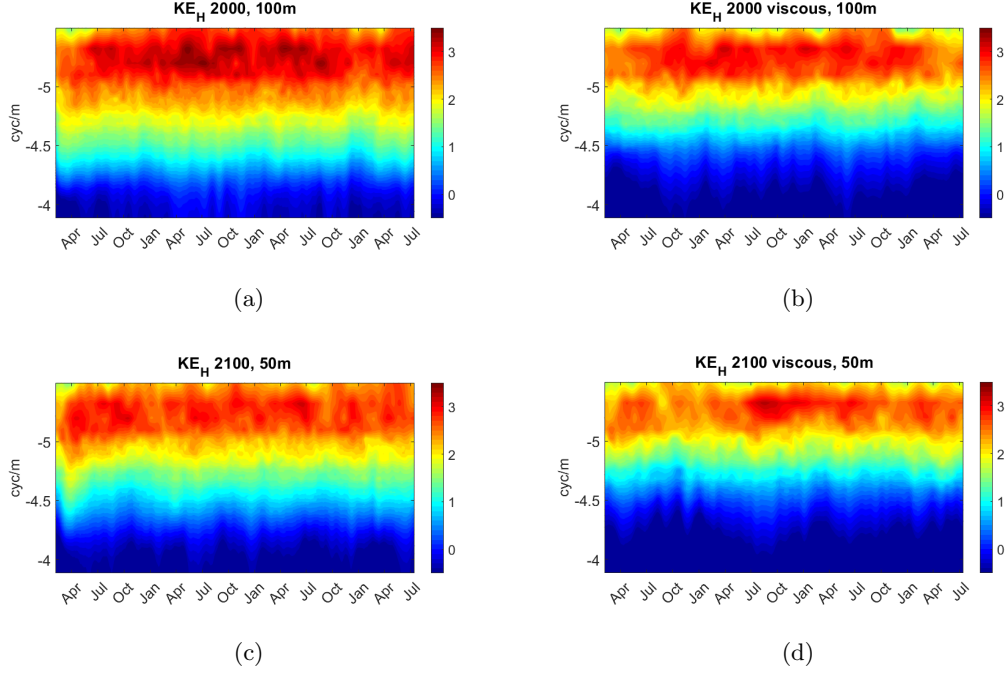 KE_H 2000, 100m
cyc/m
-5
-4.5
-4
Apr Jul Oct Jan Apr Jul Oct Jan Apr Jul Oct Jan Apr Jul
3
2
1
0
(a)
KE_H 2000 viscous, 100m
cyc/m
-5
-4.5
-4
Apr Jul Oct Jan Apr Jul Oct Jan Apr Jul Oct Jan Apr Jul
3
2
1
0
(b)
KE_H 2100, 50m
cyc/m
-5
-4.5
-4
Apr Jul Oct Jan Apr Jul Oct Jan Apr Jul Oct Jan Apr Jul
3
2
1
0
(c)
KE_H 2100 viscous, 50m
cyc/m
-5
-4.5
-4
Apr Jul Oct Jan Apr Jul Oct Jan Apr Jul Oct Jan Apr Jul
3
2
1
0
(d)